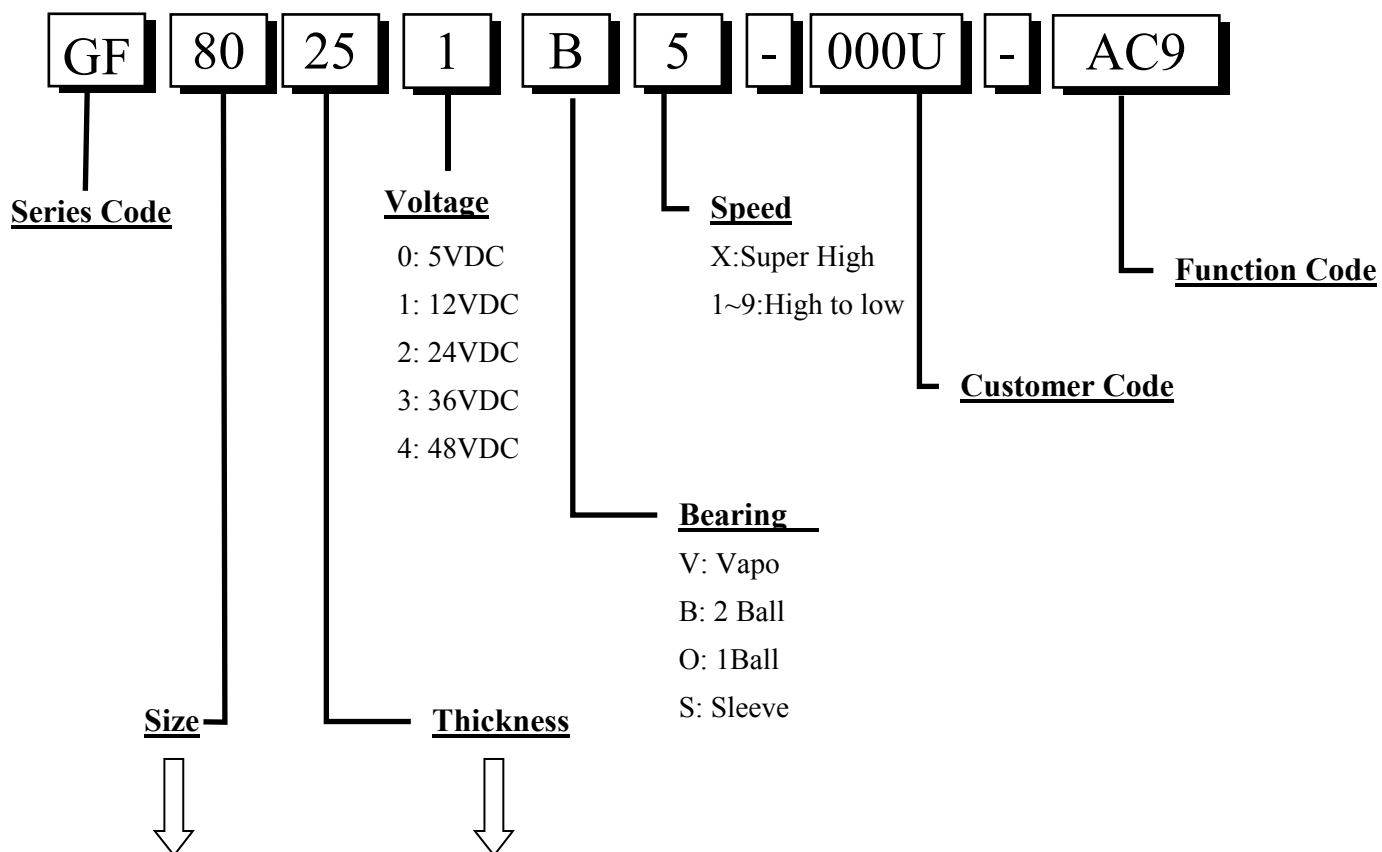 GF 80 25 1 B 5 - 000U - AC9
Series Code
Voltage
0: 5VDC
1: 12VDC
2: 24VDC
3: 36VDC
4: 48VDC
Speed
X:Super High
1~9:High to low
Function Code
Customer Code
Bearing
V: Vapo
B: 2 Ball
O: 1Ball
S: Sleeve
Size
Thickness